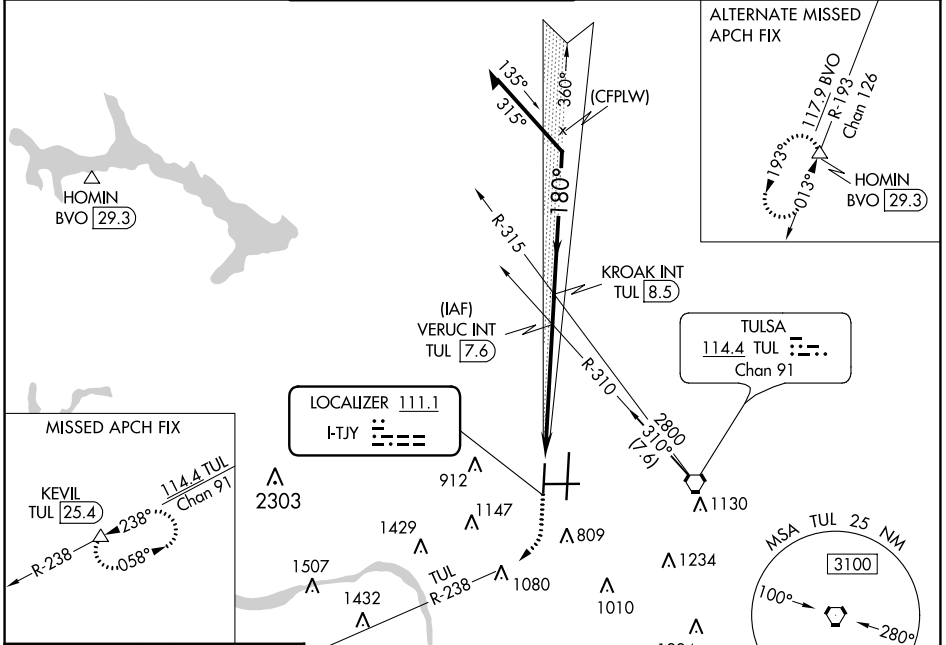 ALTERNATE MISSED
APCH FIX
117.9 BVO
R-193
Chan 126
193°
013°
HOMIN
BVO 29.3
135°
315°
360°
(CFPLW)
180°
HOMIN
BVO 29.3
R-315
KROAK INT
TUL 8.5
(IAF)
VERUC INT
TUL 7.6
R-310
2800
310°
(7.6)
TULSA
114.4 TUL
Chan 91
LOCALIZER 111.1
I-TJY
MISSED APCH FIX
KEVIL
TUL 25.4
114.4 TUL
Chan 91
238°
058°
R-238
2303
912
1147
1429
1507
1432
TUL
R-238
1080
809
1130
1234
1010
MSA TUL 25 NM
3100
100°
280°